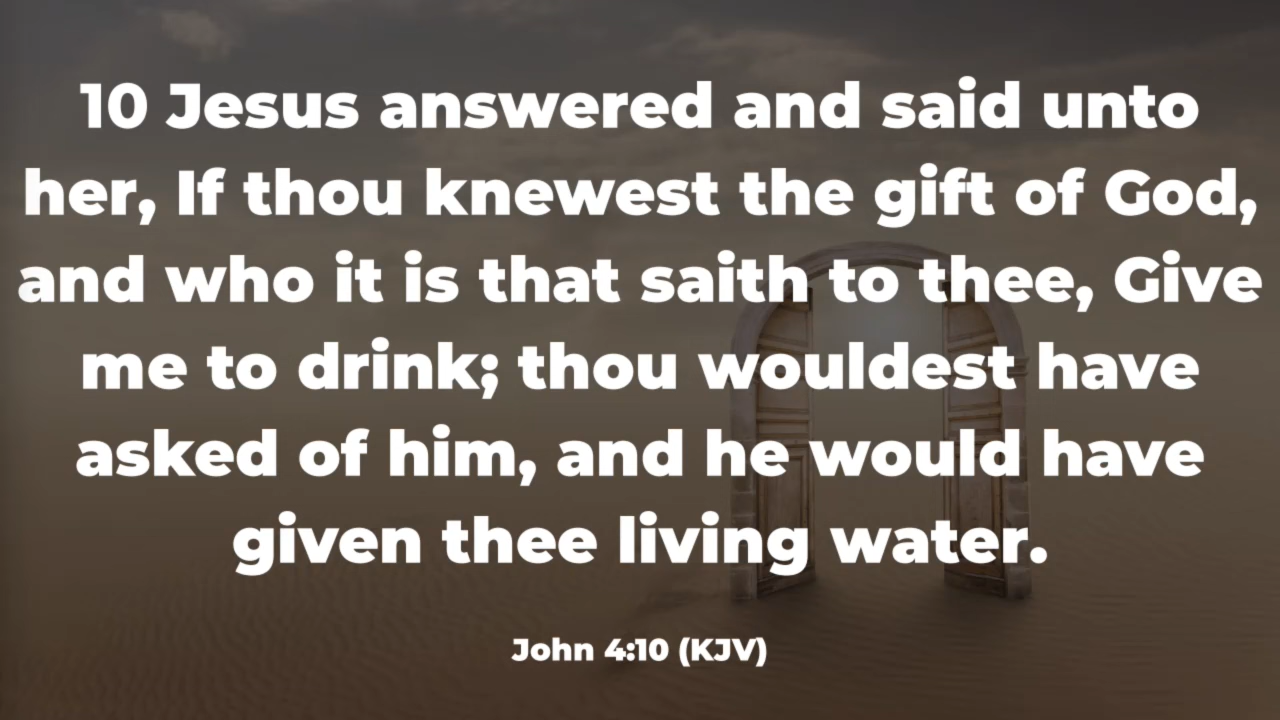 10 Jesus answered and said unto
her, If thou knewest the gift of God,
and who it is that saith to thee, Give
me to drink; thou wouldest have
asked of him, and he would have
given thee living water.
John 4:10 (KJV)